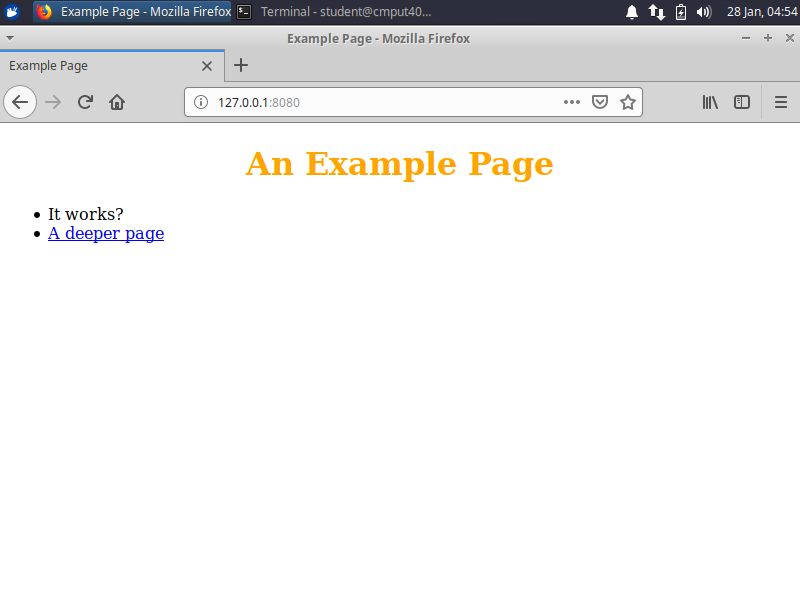 Example Page - Mozilla Firefox
Terminal - student@cmput40...
28 Jan, 04:54
Example Page - Mozilla Firefox
Example Page
127.0.0.1:8080
An Example Page
It works?
A deeper page